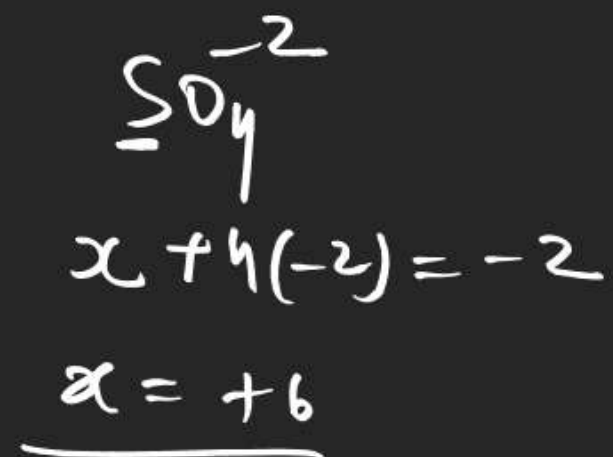 SO₄⁻²
x + 4(-2) = -2
x = +6